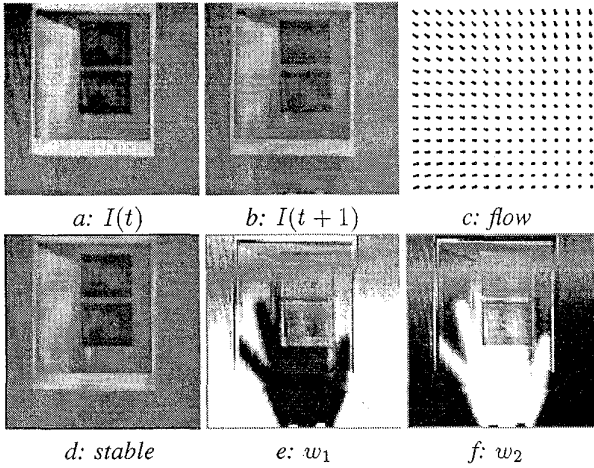 a: I(t)
b: I(t + 1)
c: flow
d: stable
e: w₁
f: w₂